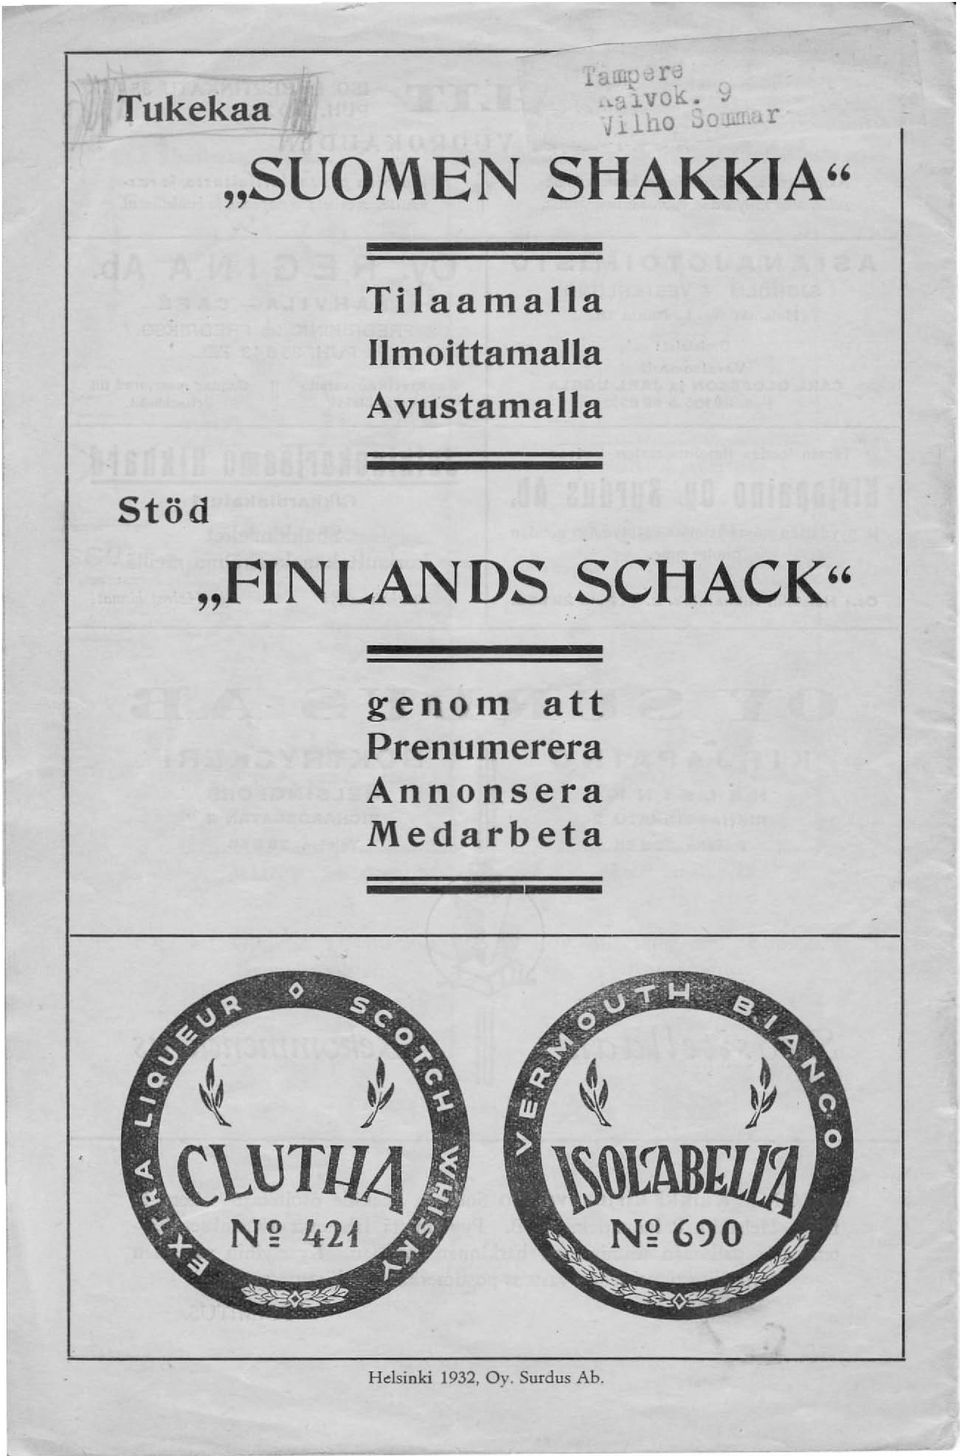 Tukekaa
Tampere
Kaivok. 9
Vilho Sommar
„SUOMEN SHAKKIA“
Tilaamalla
Ilmoittamalla
Avustamalla
Stöd
„FINLANDS SCHACK“
genom att
Prenumerera
Annonsera
Medarbeta
EXTRA LIQUEUR ◇ SCOTCH WHISKY
CLUTHA
Nº 421
VERMOUTH BIANCO
ISOLABELLA
Nº 690
Helsinki 1932, Oy. Surdus Ab.